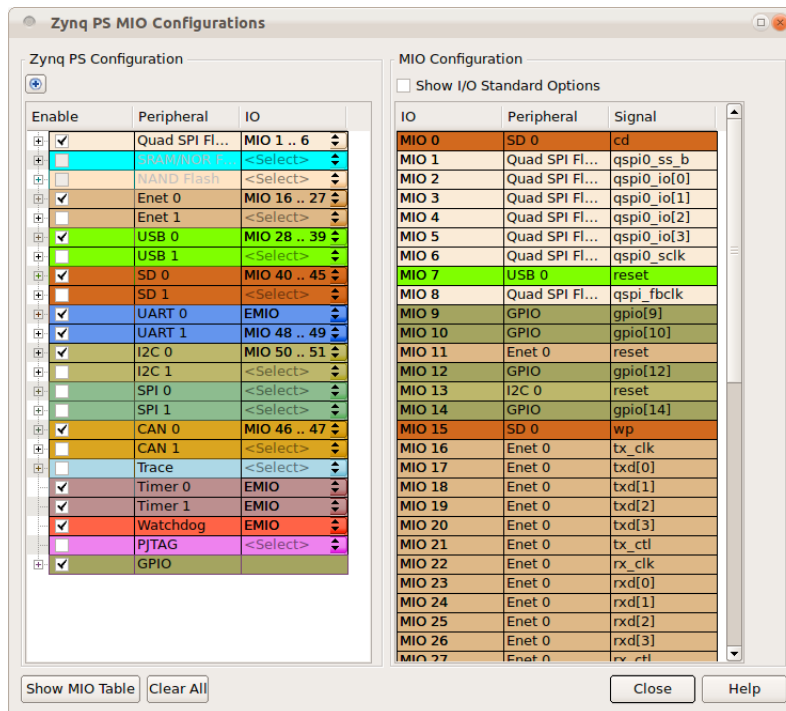 Zynq PS MIO Configurations
Zynq PS Configuration
Enable Peripheral IO
Quad SPI Fl... MIO 1 .. 6
SRAM/NOR F... <Select>
NAND Flash <Select>
Enet 0 MIO 16 .. 27
Enet 1 <Select>
USB 0 MIO 28 .. 39
USB 1 <Select>
SD 0 MIO 40 .. 45
SD 1 <Select>
UART 0 EMIO
UART 1 MIO 48 .. 49
I2C 0 MIO 50 .. 51
I2C 1 <Select>
SPI 0 <Select>
SPI 1 <Select>
CAN 0 MIO 46 .. 47
CAN 1 <Select>
Trace <Select>
Timer 0 EMIO
Timer 1 EMIO
Watchdog EMIO
PJTAG <Select>
GPIO
MIO Configuration
Show I/O Standard Options
IO Peripheral Signal
MIO 0 SD 0 cd
MIO 1 Quad SPI Fl... qspi0_ss_b
MIO 2 Quad SPI Fl... qspi0_io[0]
MIO 3 Quad SPI Fl... qspi0_io[1]
MIO 4 Quad SPI Fl... qspi0_io[2]
MIO 5 Quad SPI Fl... qspi0_io[3]
MIO 6 Quad SPI Fl... qspi0_sclk
MIO 7 USB 0 reset
MIO 8 Quad SPI Fl... qspi_fbclk
MIO 9 GPIO gpio[9]
MIO 10 GPIO gpio[10]
MIO 11 Enet 0 reset
MIO 12 GPIO gpio[12]
MIO 13 I2C 0 reset
MIO 14 GPIO gpio[14]
MIO 15 SD 0 wp
MIO 16 Enet 0 tx_clk
MIO 17 Enet 0 txd[0]
MIO 18 Enet 0 txd[1]
MIO 19 Enet 0 txd[2]
MIO 20 Enet 0 txd[3]
MIO 21 Enet 0 tx_ctl
MIO 22 Enet 0 rx_clk
MIO 23 Enet 0 rxd[0]
MIO 24 Enet 0 rxd[1]
MIO 25 Enet 0 rxd[2]
MIO 26 Enet 0 rxd[3]
MIO 27 Enet 0 rx_ctl
Show MIO Table Clear All Close Help